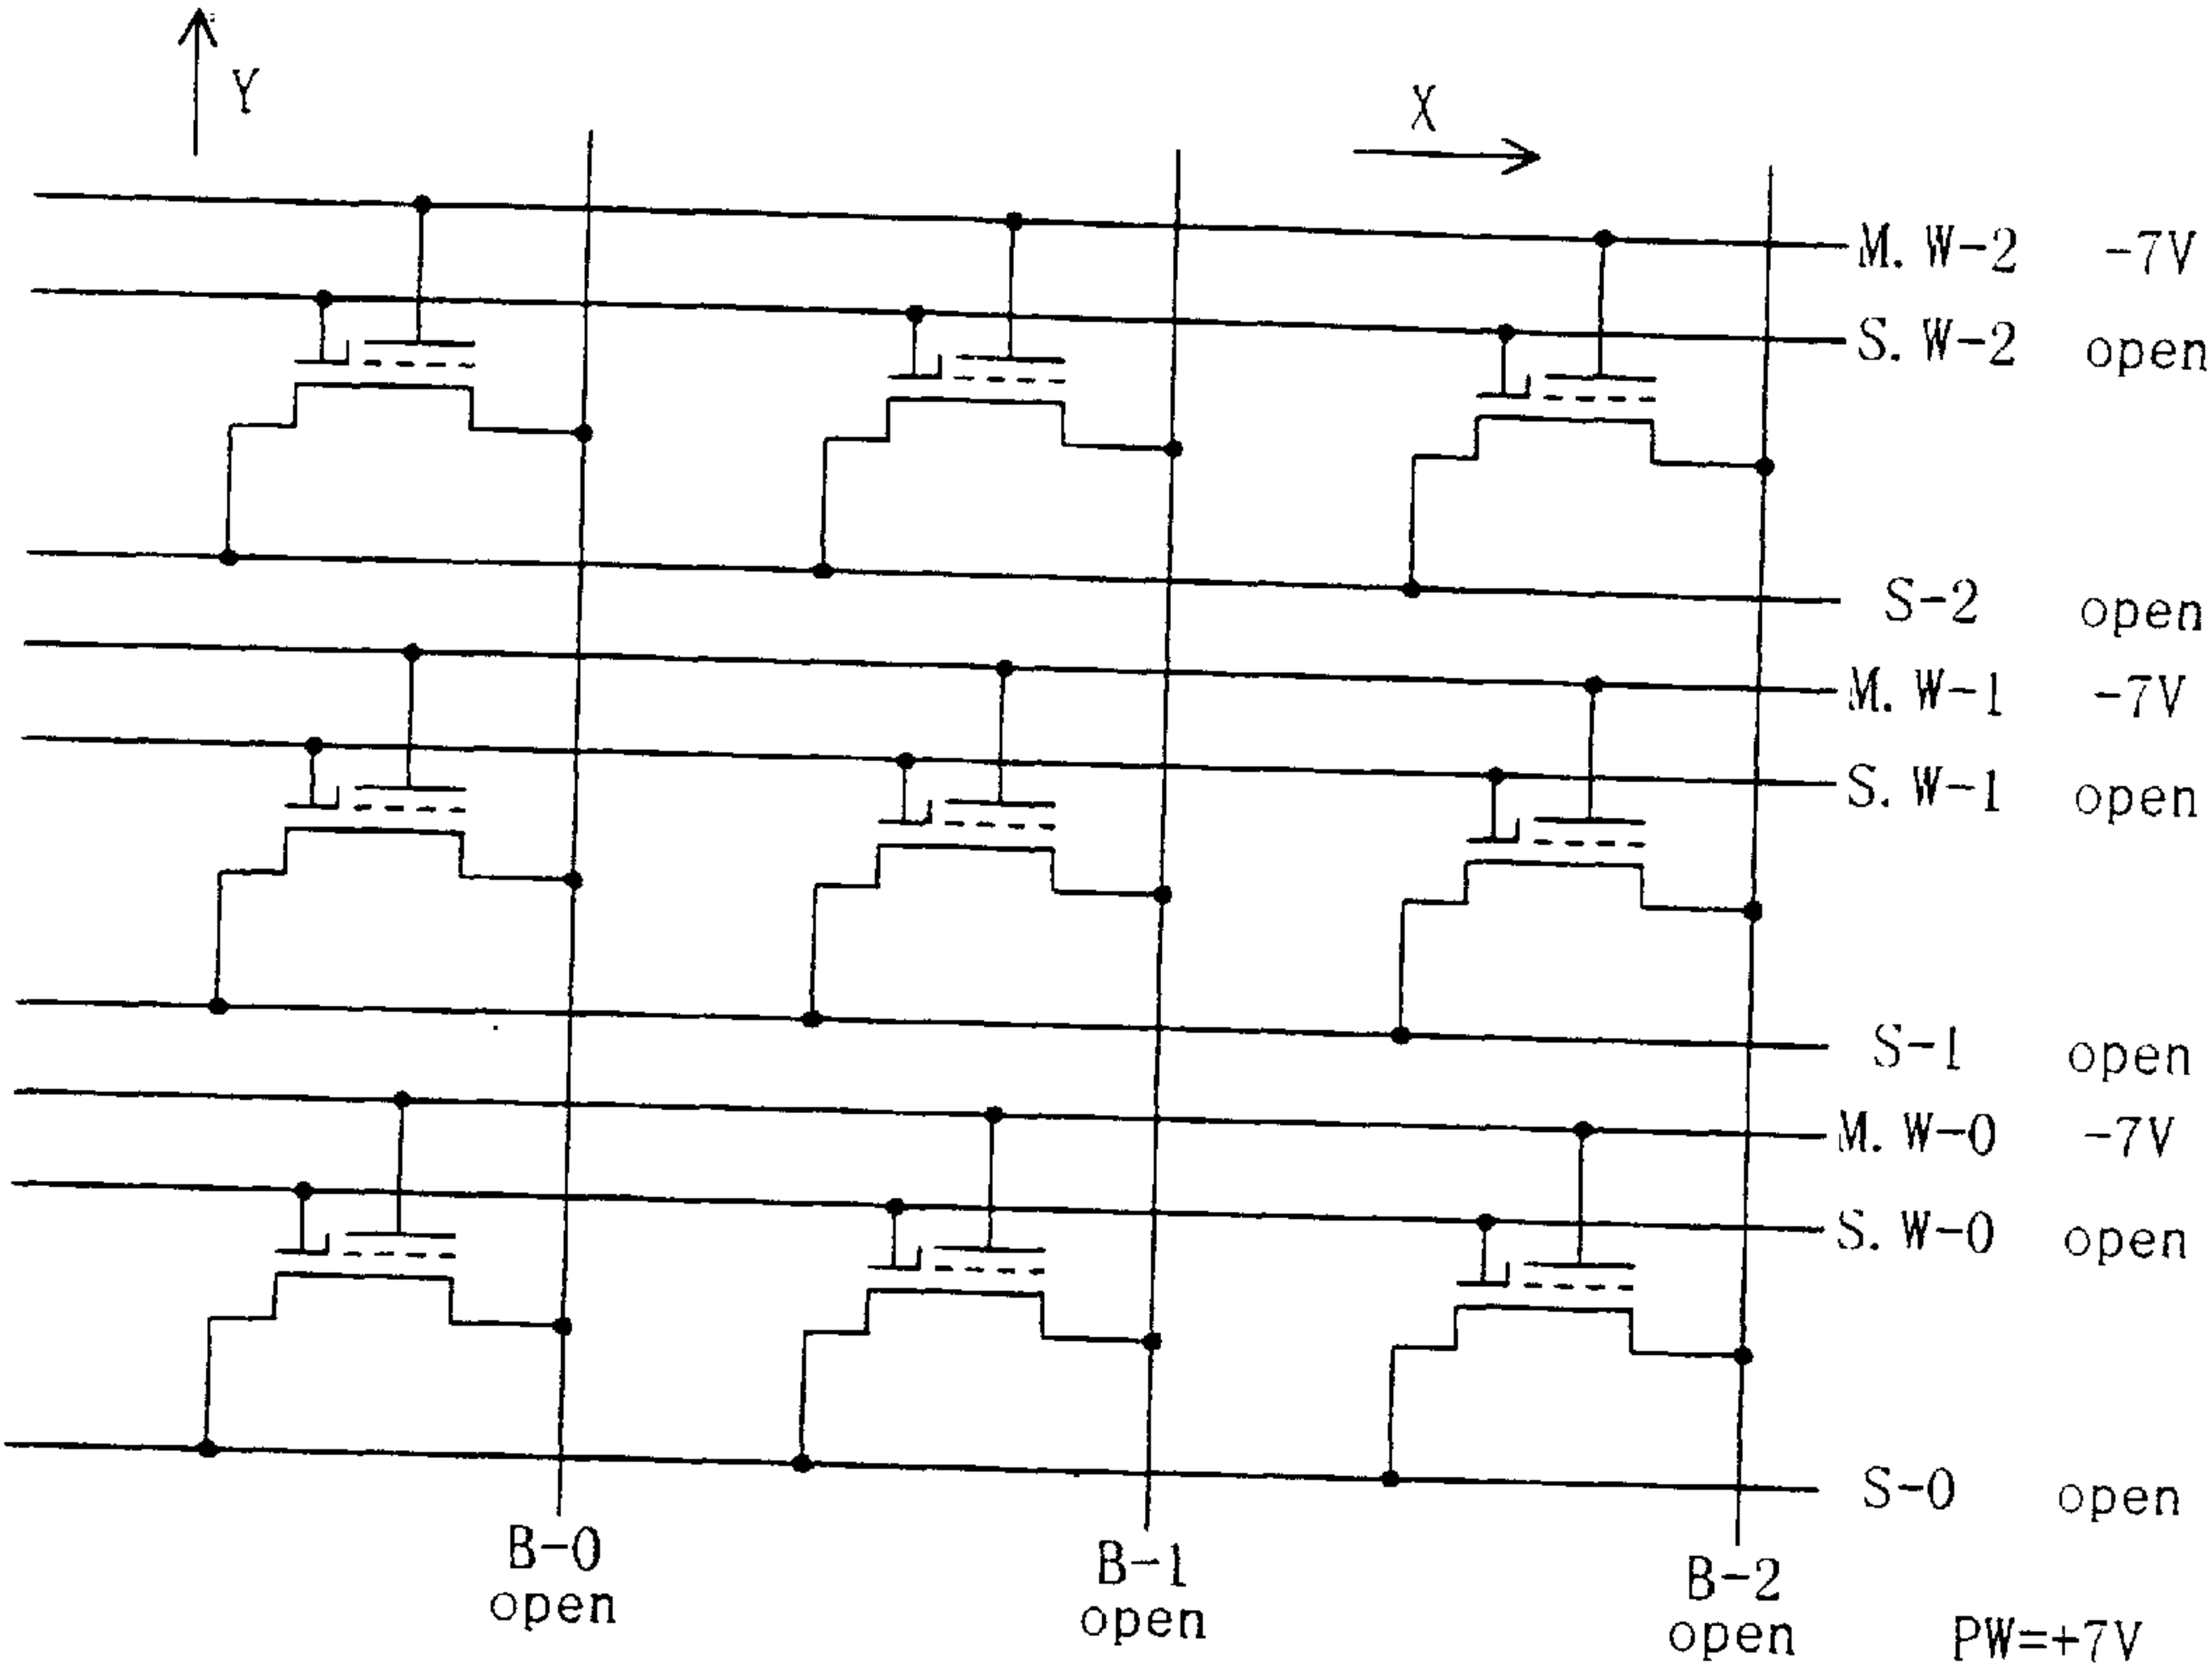 Y
X
M. W-2 -7V
S. W-2 open
S-2 open
M. W-1 -7V
S. W-1 open
S-1 open
M. W-0 -7V
S. W-0 open
S-0 open
B-0
open
B-1
open
B-2
open
PW=+7V